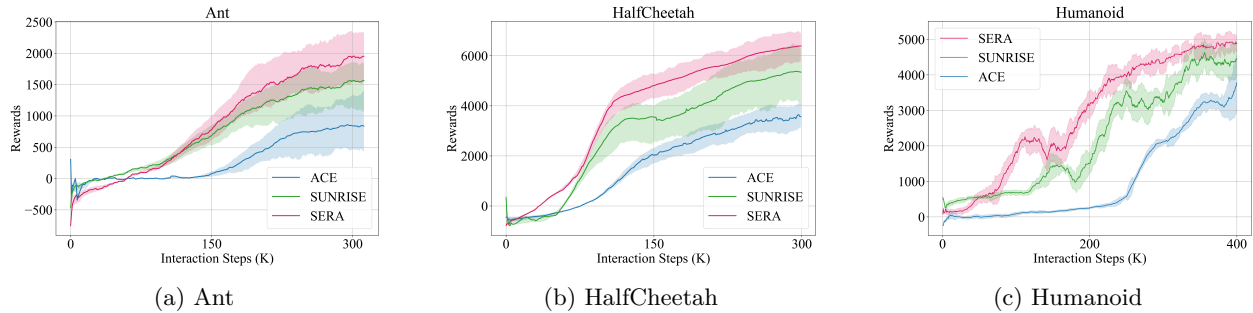 Ant
2500
2000
1500
1000
500
0
−500
Rewards
ACE
SUNRISE
SERA
0
150
300
Interaction Steps (K)
(a) Ant
HalfCheetah
6000
4000
2000
0
Rewards
ACE
SUNRISE
SERA
0
150
300
Interaction Steps (K)
(b) HalfCheetah
Humanoid
5000
4000
3000
2000
1000
0
Rewards
SERA
SUNRISE
ACE
0
200
400
Interaction Steps (K)
(c) Humanoid